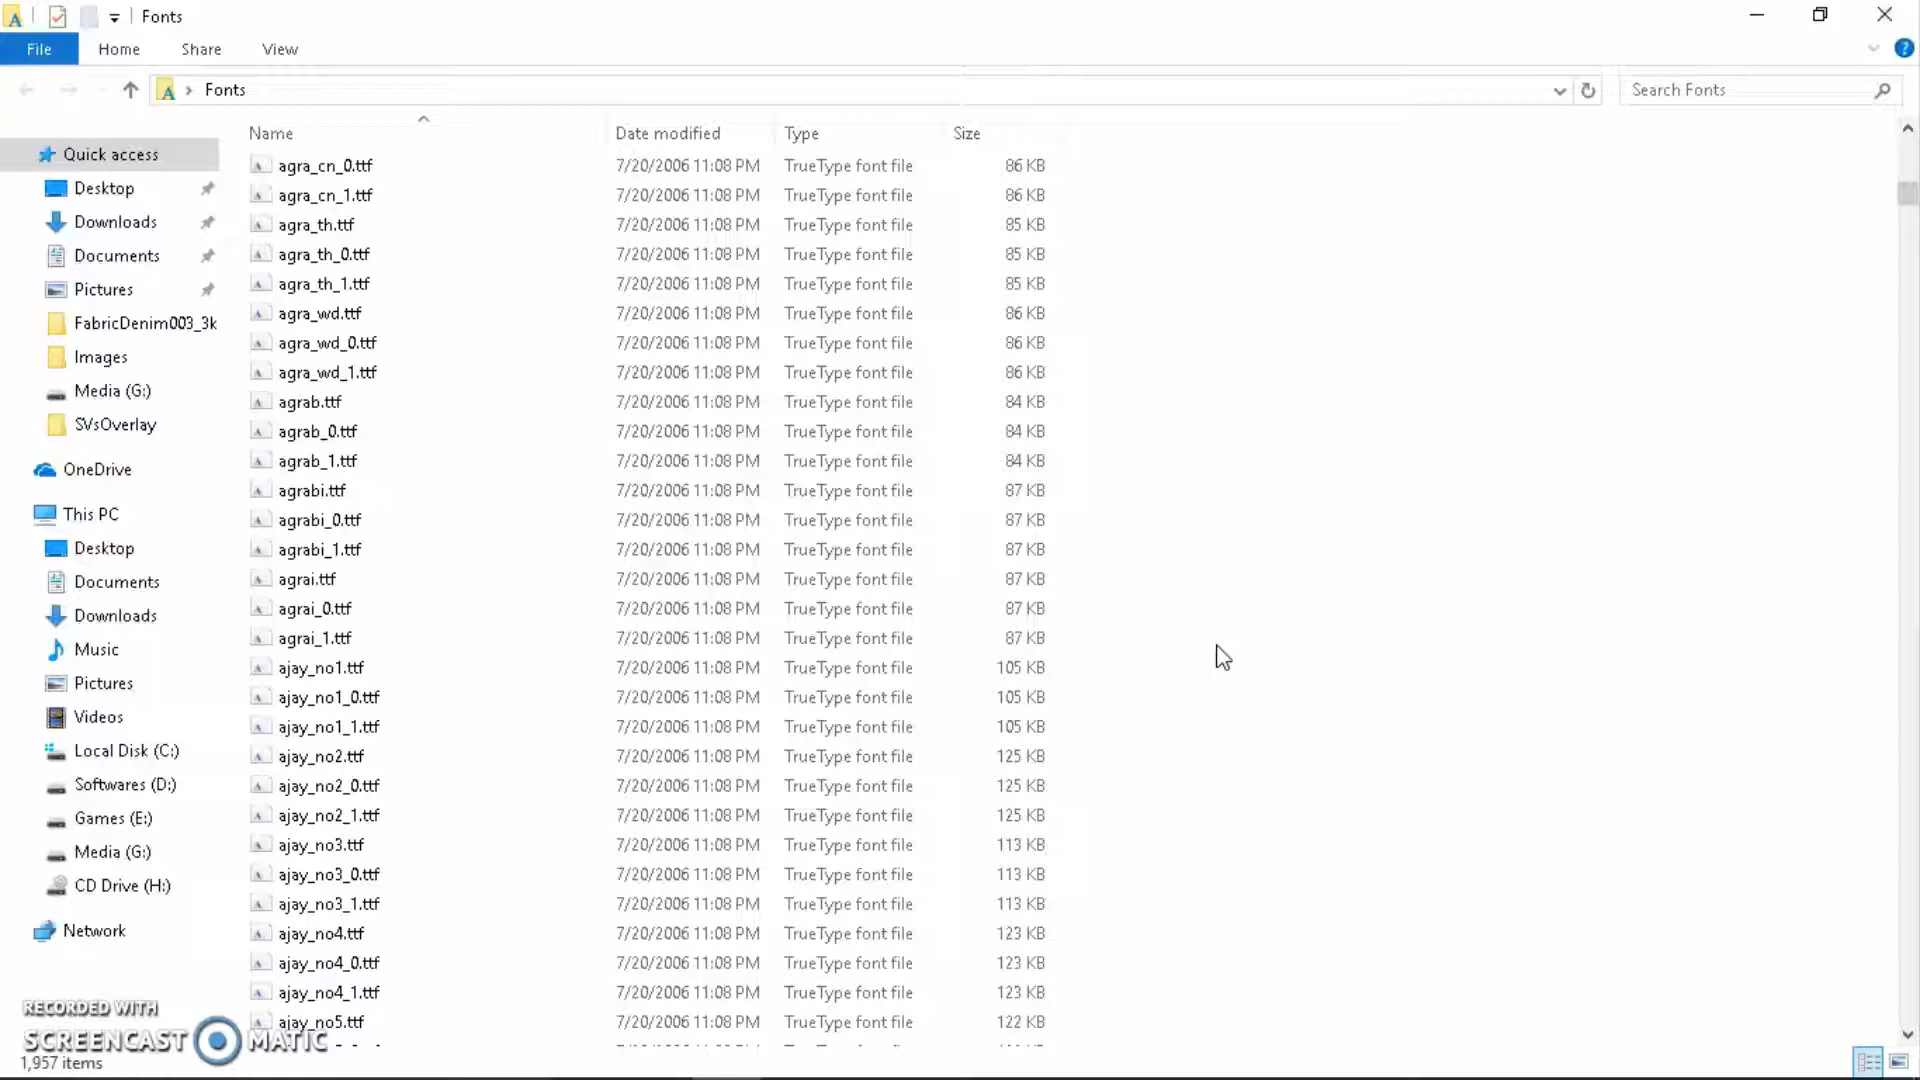 Fonts
File Home Share View
Fonts
Search Fonts
Name Date modified Type Size
Quick access
Desktop
Downloads
Documents
Pictures
FabricDenim003_3k
Images
Media (G:)
SVsOverlay
OneDrive
This PC
Desktop
Documents
Downloads
Music
Pictures
Videos
Local Disk (C:)
Softwares (D:)
Games (E:)
Media (G:)
CD Drive (H:)
Network
agra_cn_0.ttf 7/20/2006 11:08 PM TrueType font file 86 KB
agra_cn_1.ttf 7/20/2006 11:08 PM TrueType font file 86 KB
agra_th.ttf 7/20/2006 11:08 PM TrueType font file 85 KB
agra_th_0.ttf 7/20/2006 11:08 PM TrueType font file 85 KB
agra_th_1.ttf 7/20/2006 11:08 PM TrueType font file 85 KB
agra_wd.ttf 7/20/2006 11:08 PM TrueType font file 86 KB
agra_wd_0.ttf 7/20/2006 11:08 PM TrueType font file 86 KB
agra_wd_1.ttf 7/20/2006 11:08 PM TrueType font file 86 KB
agrab.ttf 7/20/2006 11:08 PM TrueType font file 84 KB
agrab_0.ttf 7/20/2006 11:08 PM TrueType font file 84 KB
agrab_1.ttf 7/20/2006 11:08 PM TrueType font file 84 KB
agrabi.ttf 7/20/2006 11:08 PM TrueType font file 87 KB
agrabi_0.ttf 7/20/2006 11:08 PM TrueType font file 87 KB
agrabi_1.ttf 7/20/2006 11:08 PM TrueType font file 87 KB
agrai.ttf 7/20/2006 11:08 PM TrueType font file 87 KB
agrai_0.ttf 7/20/2006 11:08 PM TrueType font file 87 KB
agrai_1.ttf 7/20/2006 11:08 PM TrueType font file 87 KB
ajay_no1.ttf 7/20/2006 11:08 PM TrueType font file 105 KB
ajay_no1_0.ttf 7/20/2006 11:08 PM TrueType font file 105 KB
ajay_no1_1.ttf 7/20/2006 11:08 PM TrueType font file 105 KB
ajay_no2.ttf 7/20/2006 11:08 PM TrueType font file 125 KB
ajay_no2_0.ttf 7/20/2006 11:08 PM TrueType font file 125 KB
ajay_no2_1.ttf 7/20/2006 11:08 PM TrueType font file 125 KB
ajay_no3.ttf 7/20/2006 11:08 PM TrueType font file 113 KB
ajay_no3_0.ttf 7/20/2006 11:08 PM TrueType font file 113 KB
ajay_no3_1.ttf 7/20/2006 11:08 PM TrueType font file 113 KB
ajay_no4.ttf 7/20/2006 11:08 PM TrueType font file 123 KB
ajay_no4_0.ttf 7/20/2006 11:08 PM TrueType font file 123 KB
ajay_no4_1.ttf 7/20/2006 11:08 PM TrueType font file 123 KB
ajay_no5.ttf 7/20/2006 11:08 PM TrueType font file 122 KB
RECORDED WITH
SCREENCAST MATIC
1,957 items